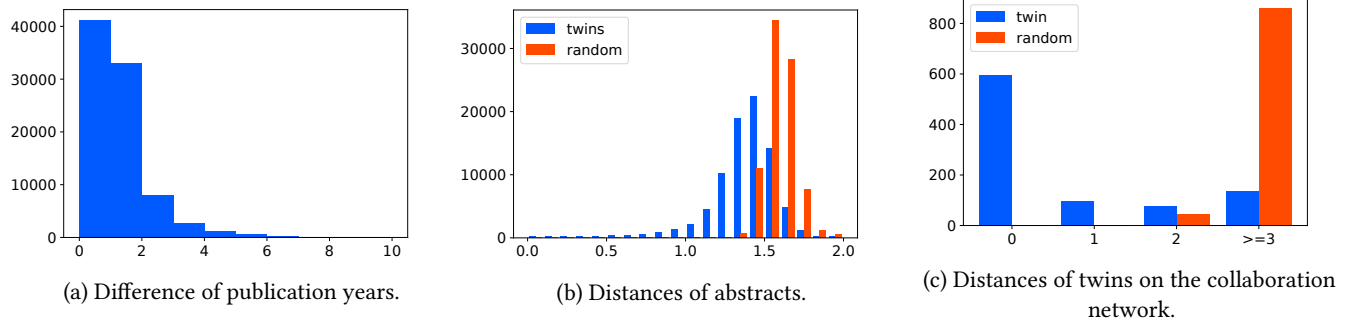 40000
30000
20000
10000
0
0 2 4 6 8 10
(a) Difference of publication years.
twins
random
30000
20000
10000
0
0.0 0.5 1.0 1.5 2.0
(b) Distances of abstracts.
twin
random
800
600
400
200
0
0 1 2 >=3
(c) Distances of twins on the collaboration
network.